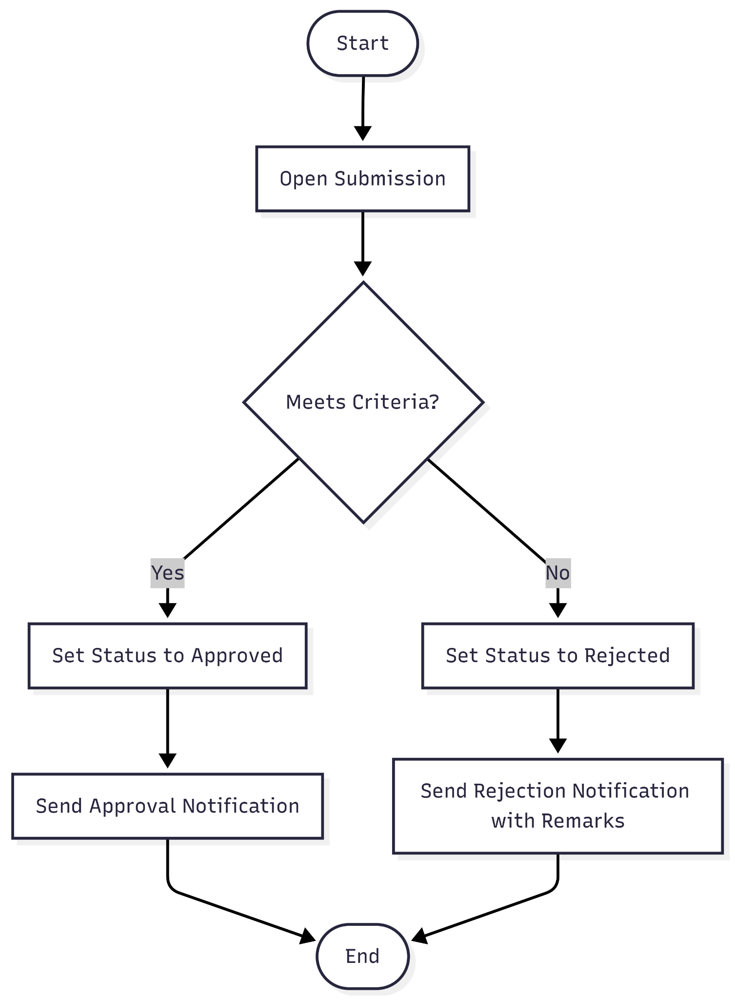 Start
Open Submission
Meets Criteria?
Yes
No
Set Status to Approved
Set Status to Rejected
Send Approval Notification
Send Rejection Notification
with Remarks
End